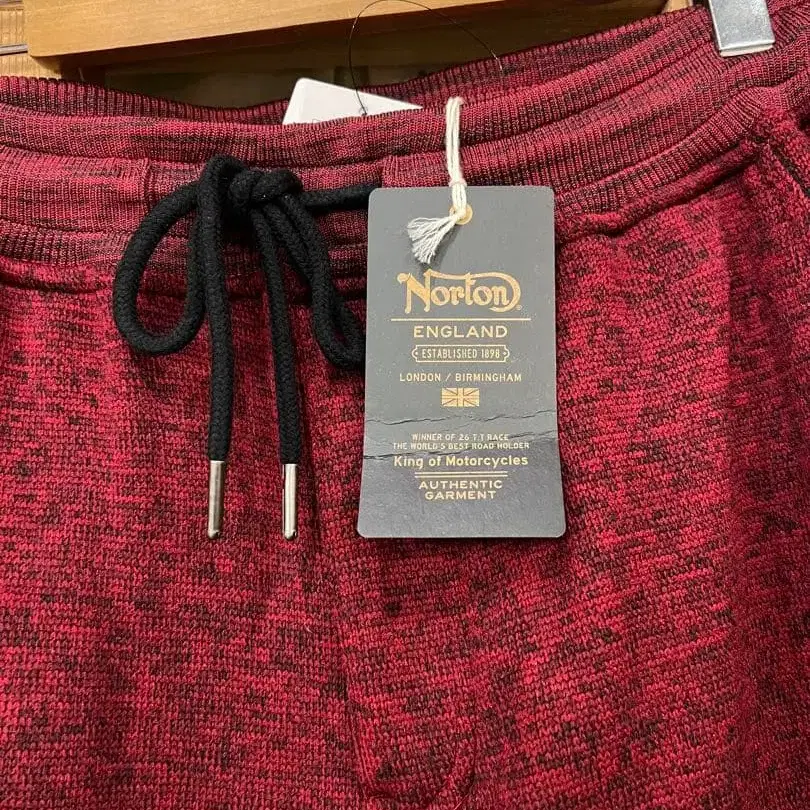 Norton
ENGLAND
ESTABLISHED 1898
LONDON / BIRMINGHAM
WINNER OF 26 T.T RACE
THE WORLD'S BEST ROAD HOLDER
King of Motorcycles
AUTHENTIC
GARMENT